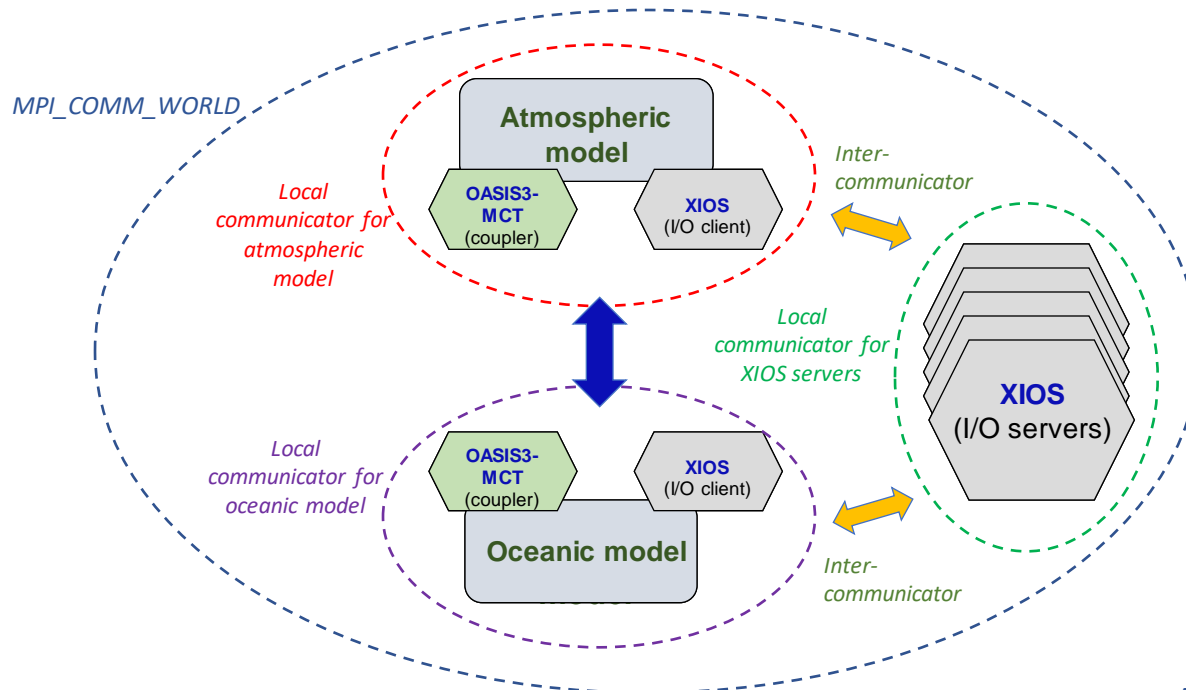 MPI_COMM_WORLD
Atmospheric
model
OASIS3-
MCT
(coupler)
XIOS
(I/O client)
Local
communicator for
atmospheric
model
Inter-
communicator
Local
communicator for
XIOS servers
XIOS
(I/O servers)
Local
communicator for
oceanic model
OASIS3-
MCT
(coupler)
XIOS
(I/O client)
Oceanic model
Inter-
communicator